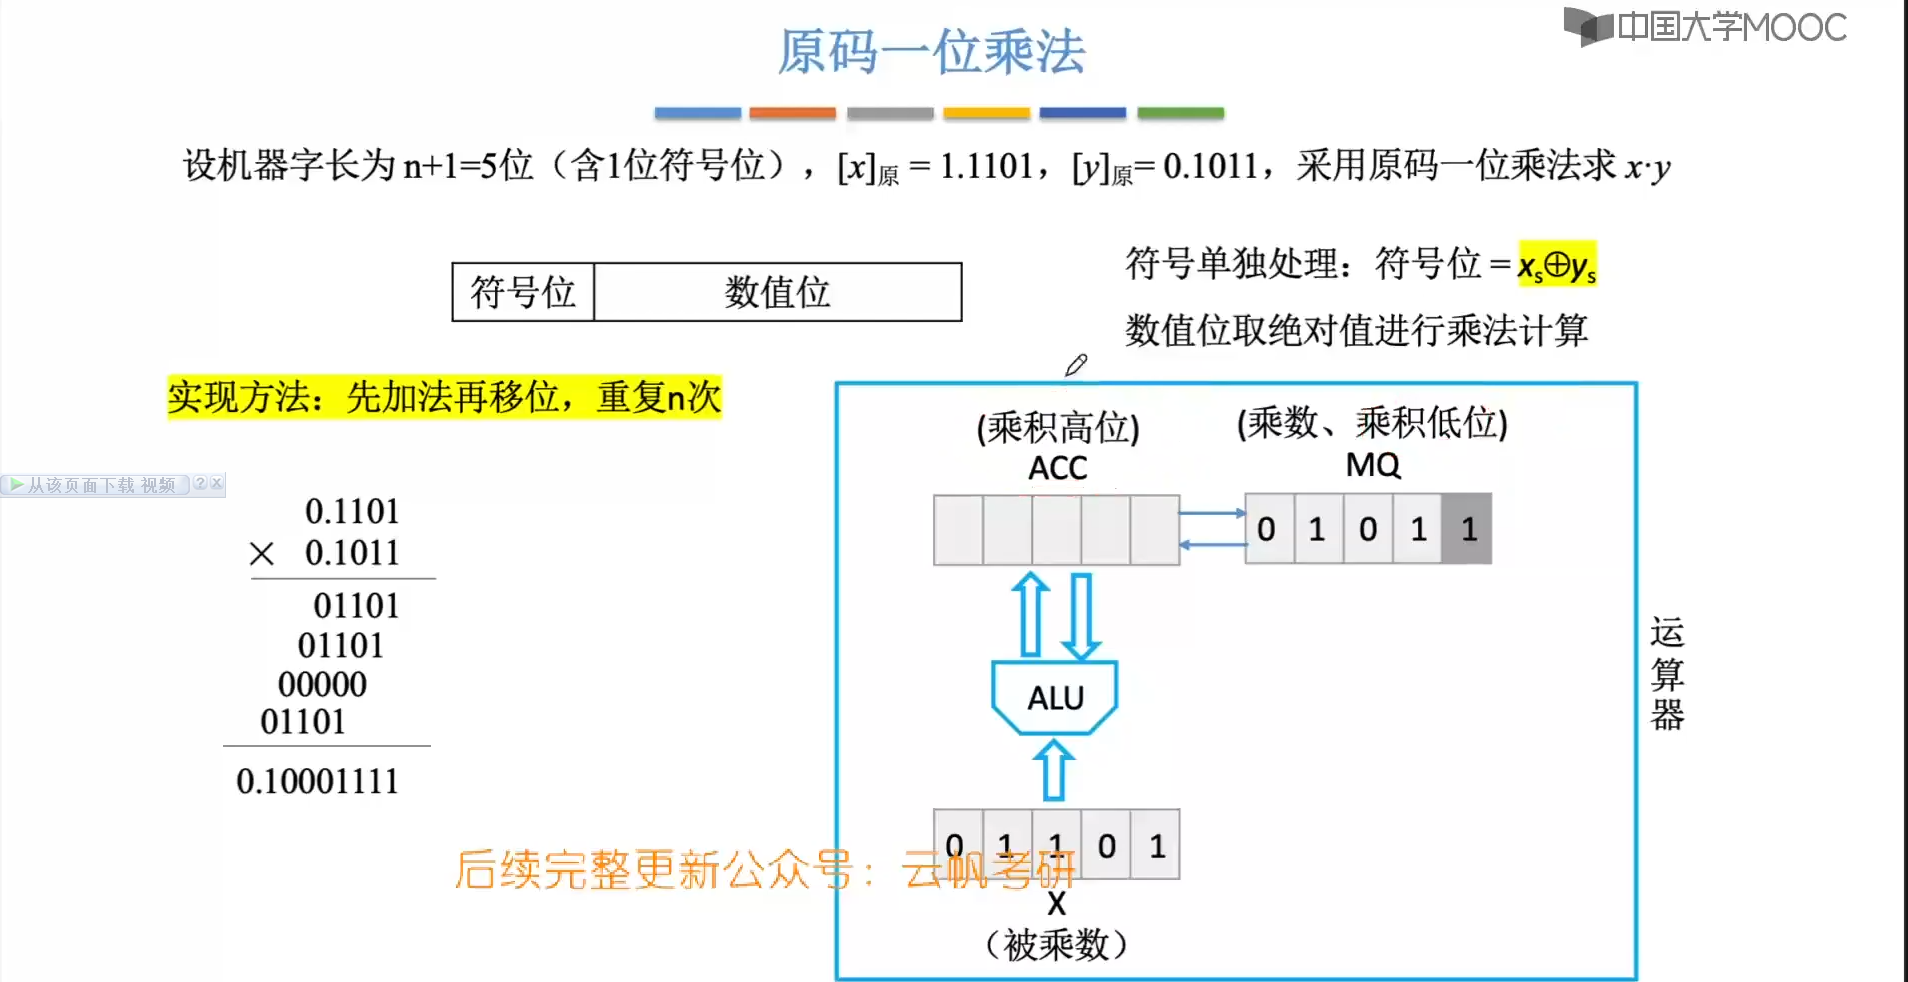 中国大学MOOC
原码一位乘法
设机器字长为 n+1=5位（含1位符号位），[x]原 = 1.1101，[y]原= 0.1011，采用原码一位乘法求 x·y
符号位 数值位
符号单独处理：符号位 = xs⊕ys
数值位取绝对值进行乘法计算
实现方法：先加法再移位，重复n次
(乘积高位)
ACC
(乘数、乘积低位)
MQ
从该页面下载 视频 ? x
0 1 0 1 1
0.1101
× 0.1011
01101
01101
00000
01101
0.10001111
ALU
运算器
0 1 1 0 1
后续完整更新公众号：云帆考研
X
（被乘数）